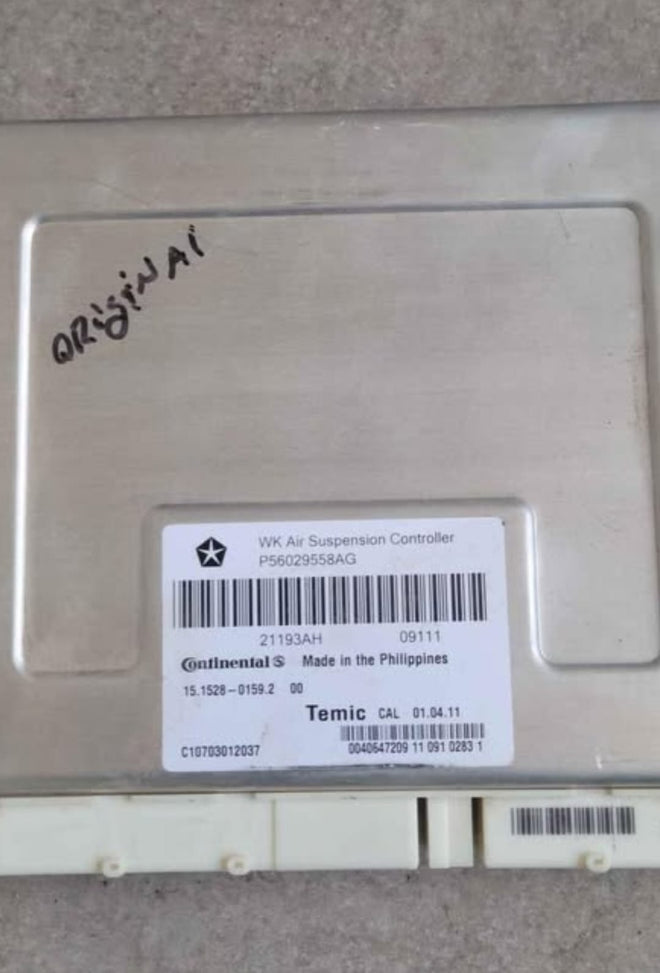 ORiginAl
WK Air Suspension Controller
P56029558AG
21193AH 09111
Continental Made in the Philippines
15.1528-0159.2 00
Temic CAL 01.04.11
C10703012037 0040647209 11 091 0283 1